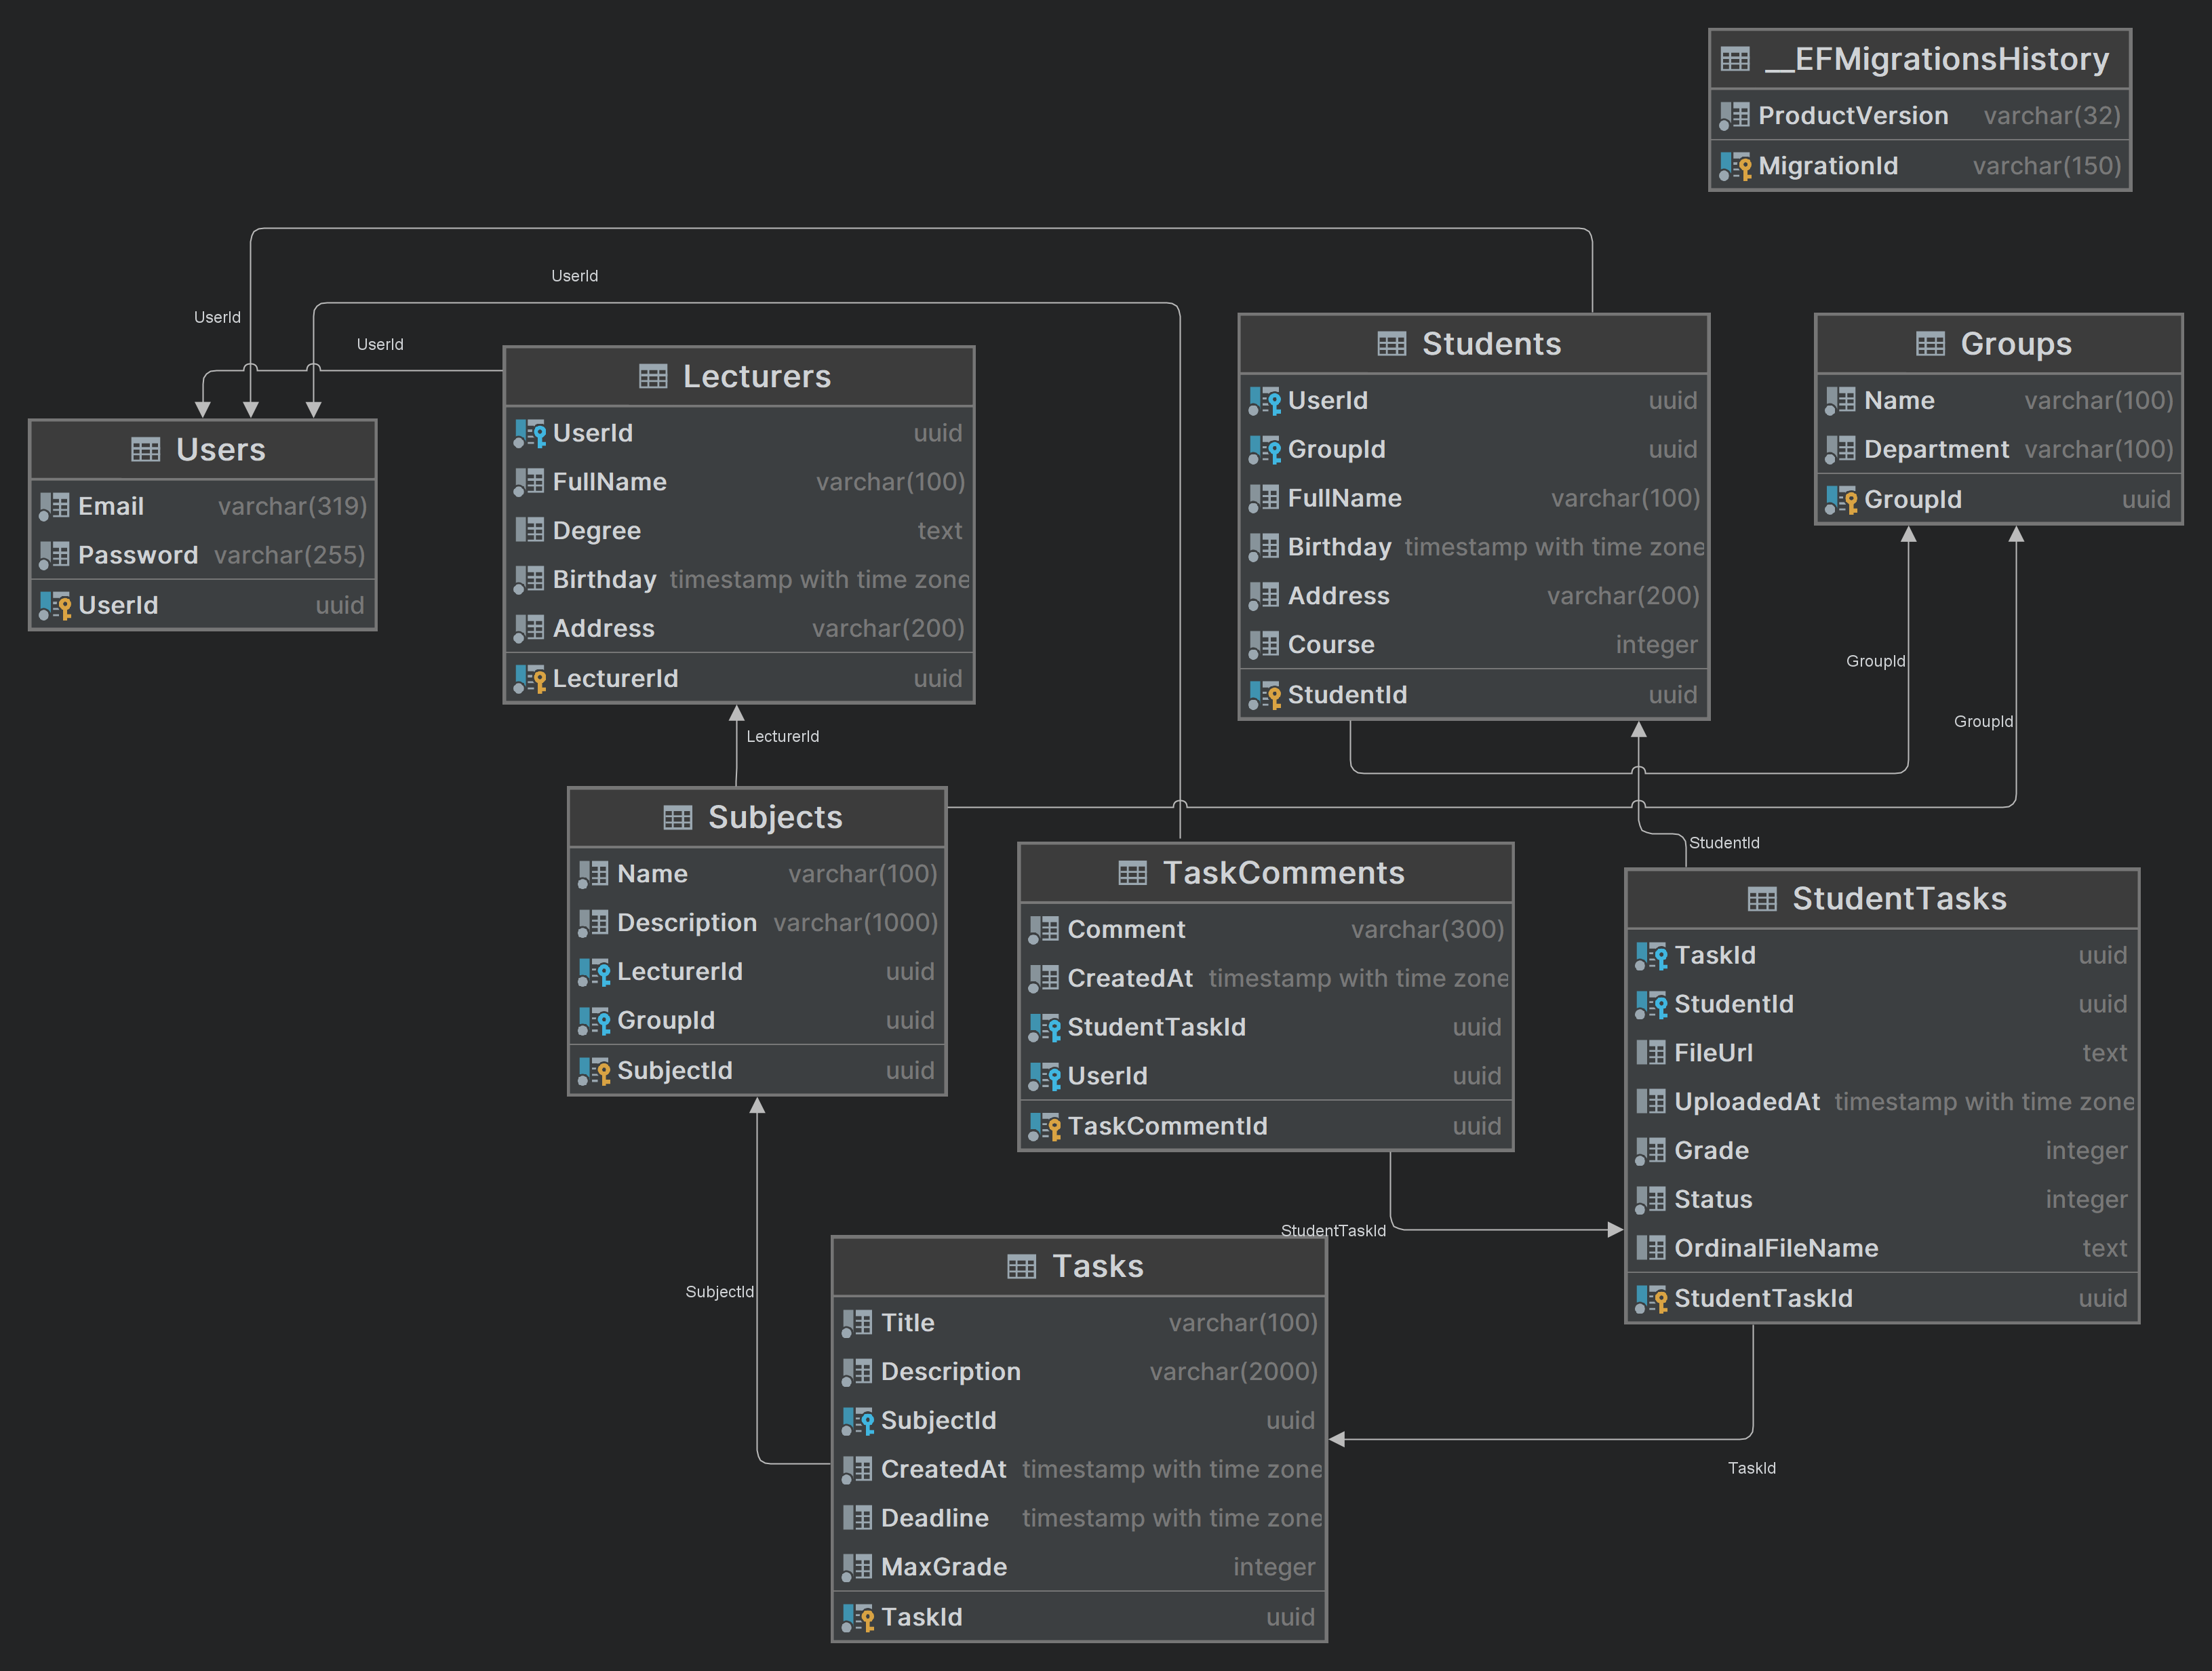 __EFMigrationsHistory
ProductVersion varchar(32)
MigrationId varchar(150)
UserId
UserId
UserId
Users
Email varchar(319)
Password varchar(255)
UserId uuid
Lecturers
UserId uuid
FullName varchar(100)
Degree text
Birthday timestamp with time zone
Address varchar(200)
LecturerId uuid
Students
UserId uuid
GroupId uuid
FullName varchar(100)
Birthday timestamp with time zone
Address varchar(200)
Course integer
StudentId uuid
Groups
Name varchar(100)
Department varchar(100)
GroupId uuid
GroupId
GroupId
LecturerId
Subjects
Name varchar(100)
Description varchar(1000)
LecturerId uuid
GroupId uuid
SubjectId uuid
TaskComments
Comment varchar(300)
CreatedAt timestamp with time zone
StudentTaskId uuid
UserId uuid
TaskCommentId uuid
StudentId
StudentTasks
TaskId uuid
StudentId uuid
FileUrl text
UploadedAt timestamp with time zone
Grade integer
Status integer
OrdinalFileName text
StudentTaskId uuid
StudentTaskId
SubjectId
Tasks
Title varchar(100)
Description varchar(2000)
SubjectId uuid
CreatedAt timestamp with time zone
Deadline timestamp with time zone
MaxGrade integer
TaskId uuid
TaskId